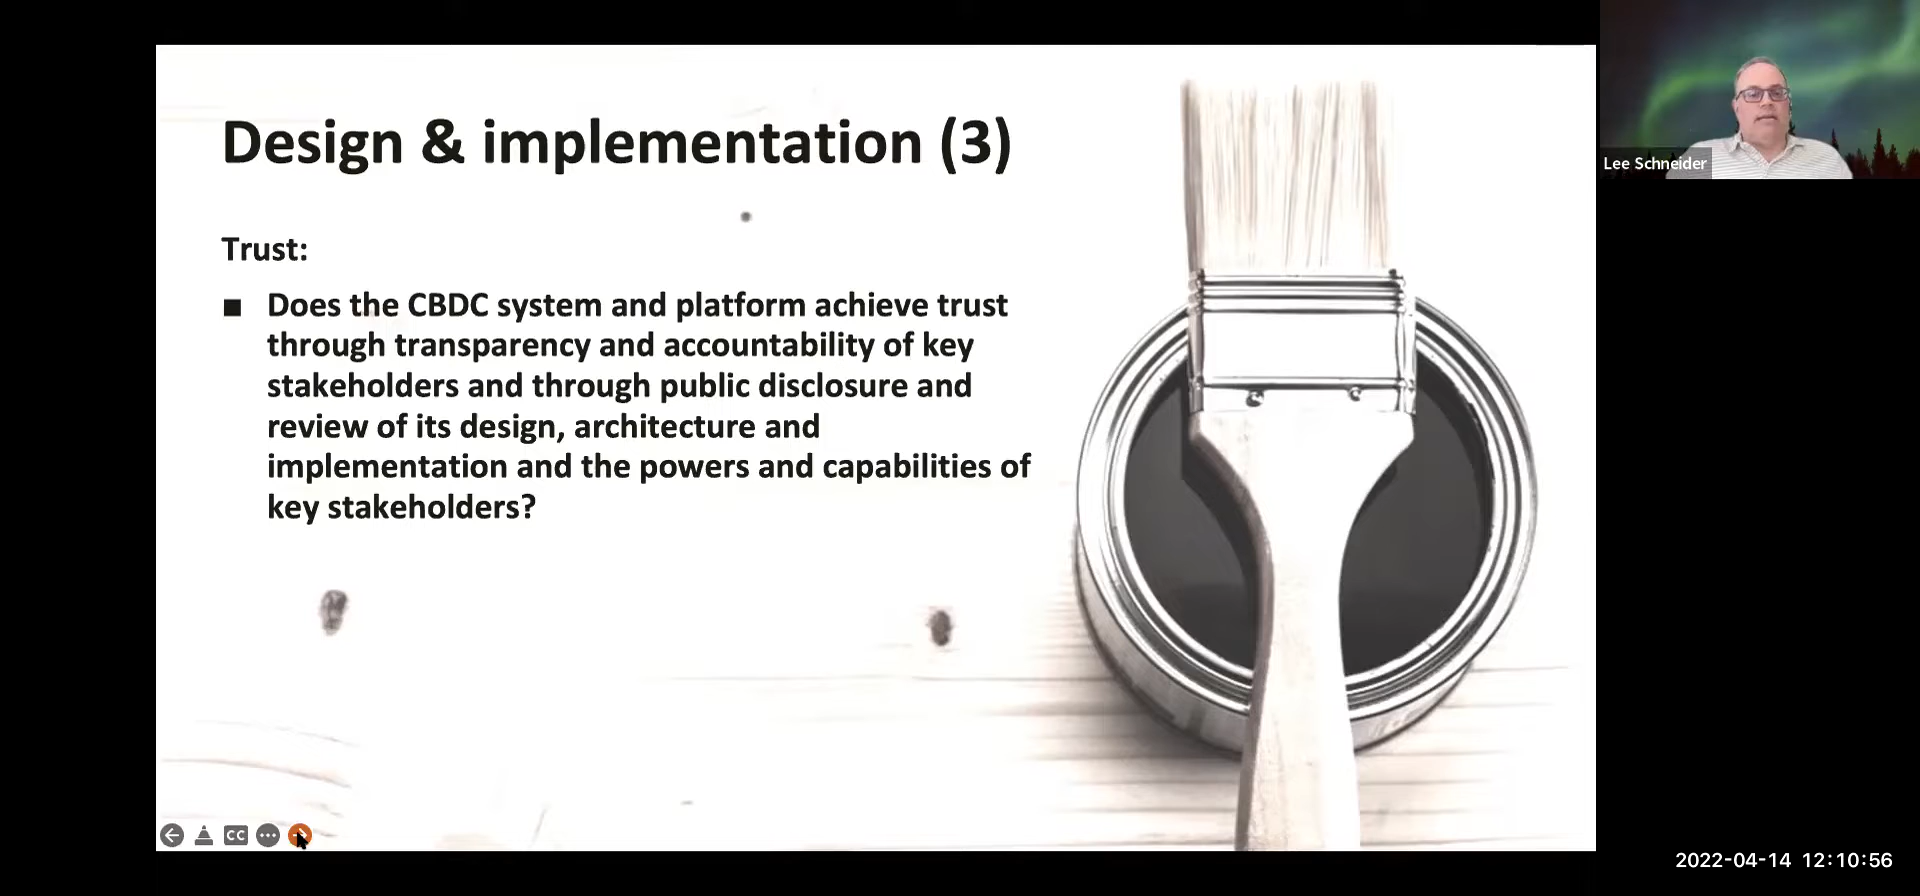 Design & implementation (3)
Trust:
■ Does the CBDC system and platform achieve trust
through transparency and accountability of key
stakeholders and through public disclosure and
review of its design, architecture and
implementation and the powers and capabilities of
key stakeholders?
Lee Schneider
CC
2022-04-14 12:10:56